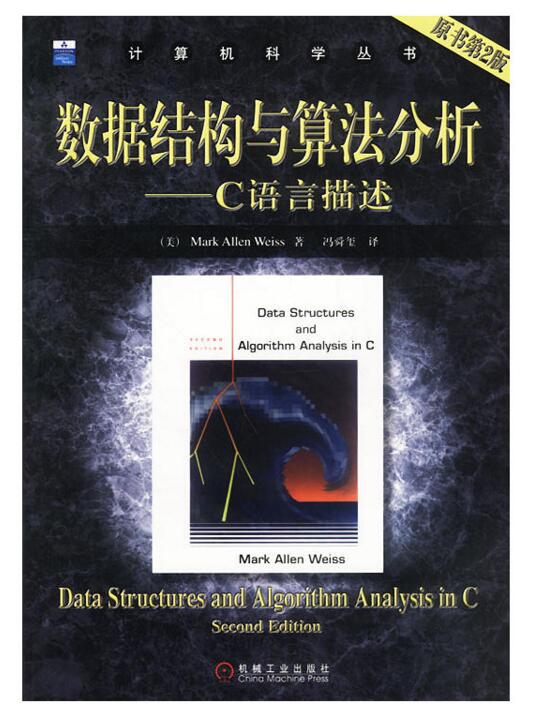 原书第2版
计算机科学丛书
数据结构与算法分析
——C语言描述
（美） Mark Allen Weiss 著 冯舜玺 译
Data Structures
and
Algorithm Analysis in C
SECOND
EDITION
Mark Allen Weiss
Data Structures and Algorithm Analysis in C
Second Edition
机械工业出版社
China Machine Press